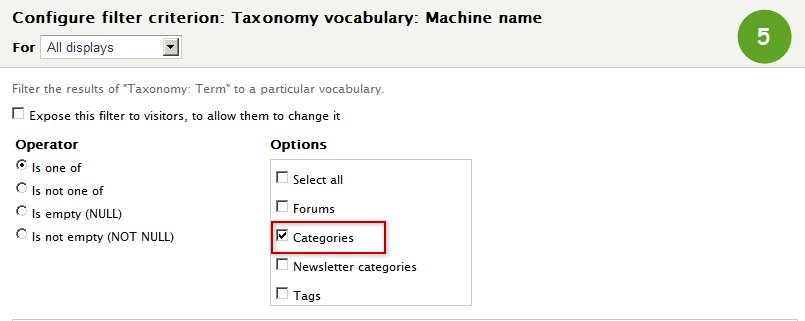 Configure filter criterion: Taxonomy vocabulary: Machine name
For All displays
5
Filter the results of "Taxonomy: Term" to a particular vocabulary.
Expose this filter to visitors, to allow them to change it
Operator
Is one of
Is not one of
Is empty (NULL)
Is not empty (NOT NULL)
Options
Select all
Forums
Categories
Newsletter categories
Tags